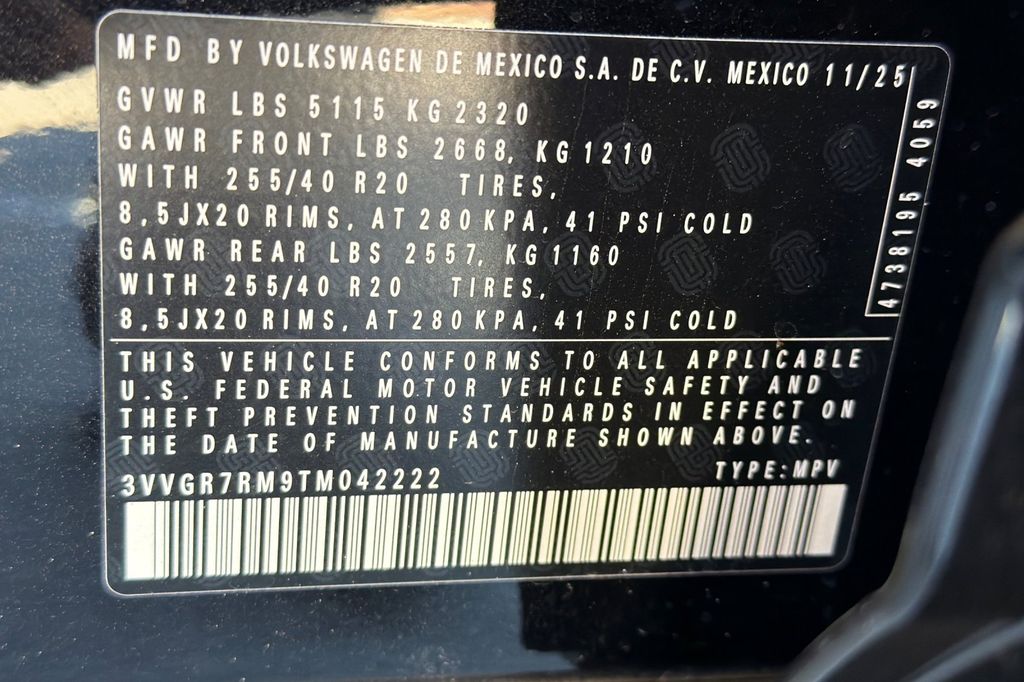 MFD BY VOLKSWAGEN DE MEXICO S.A. DE C.V. MEXICO 11/25
GVWR LBS 5115 KG 2320
GAWR FRONT LBS 2668, KG 1210
WITH 255/40 R20 TIRES,
8,5JX20 RIMS, AT 280 KPA, 41 PSI COLD
GAWR REAR LBS 2557, KG 1160
WITH 255/40 R20 TIRES,
8,5JX20 RIMS, AT 280 KPA, 41 PSI COLD
4738195 4059
THIS VEHICLE CONFORMS TO ALL APPLICABLE
U.S. FEDERAL MOTOR VEHICLE SAFETY AND
THEFT PREVENTION STANDARDS IN EFFECT ON
THE DATE OF MANUFACTURE SHOWN ABOVE.
3VVGR7RM9TM042222 TYPE:MPV